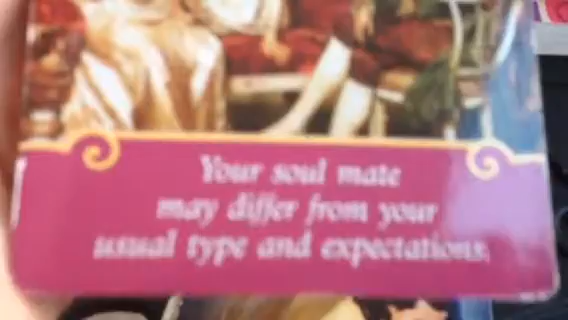 Your soul mate
may differ from your
usual type and expectations.